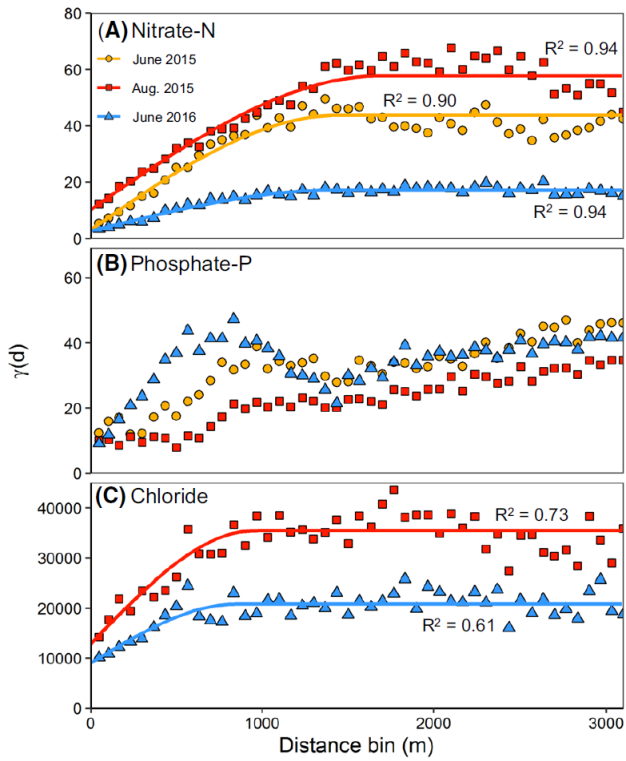 (A) Nitrate-N
June 2015
Aug. 2015
June 2016
R² = 0.94
R² = 0.90
R² = 0.94
80
60
40
20
0
(B) Phosphate-P
60
40
20
0
γ(d)
(C) Chloride
R² = 0.73
R² = 0.61
40000
30000
20000
10000
0
0 1000 2000 3000
Distance bin (m)